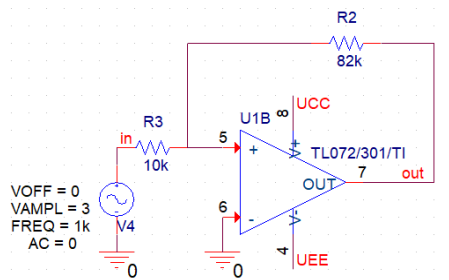 R2
82k
UCC
8
U1B
R3
in
5
+
V+
TL072/301/TI
10k
7
out
OUT
VOFF = 0
VAMPL = 3
FREQ = 1k
AC = 0
V4
6
-
V-
4
UEE
0
0